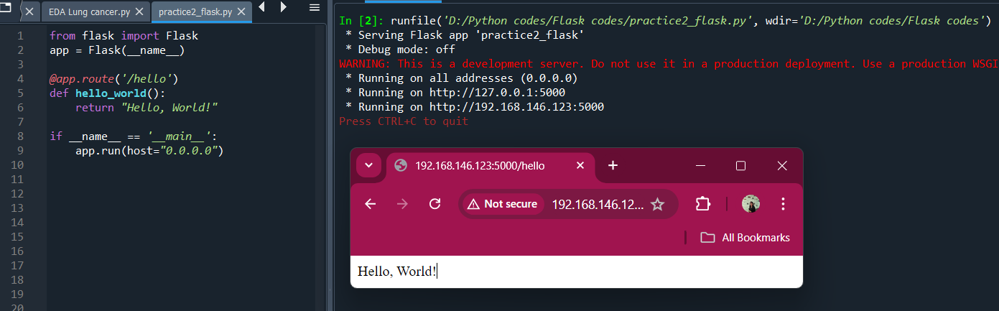 EDA Lung cancer.py
practice2_flask.py
1 from flask import Flask
2 app = Flask(__name__)
3
4 @app.route('/hello')
5 def hello_world():
6 return "Hello, World!"
7
8 if __name__ == '__main__':
9 app.run(host="0.0.0.0")
10
11
12
13
14
15
16
17
18
19
20
In [2]: runfile('D:/Python codes/Flask codes/practice2_flask.py', wdir='D:/Python codes/Flask codes')
* Serving Flask app 'practice2_flask'
* Debug mode: off
WARNING: This is a development server. Do not use it in a production deployment. Use a production WSGI
* Running on all addresses (0.0.0.0)
* Running on http://127.0.0.1:5000
* Running on http://192.168.146.123:5000
Press CTRL+C to quit
192.168.146.123:5000/hello
Not secure 192.168.146.12...
All Bookmarks
Hello, World!